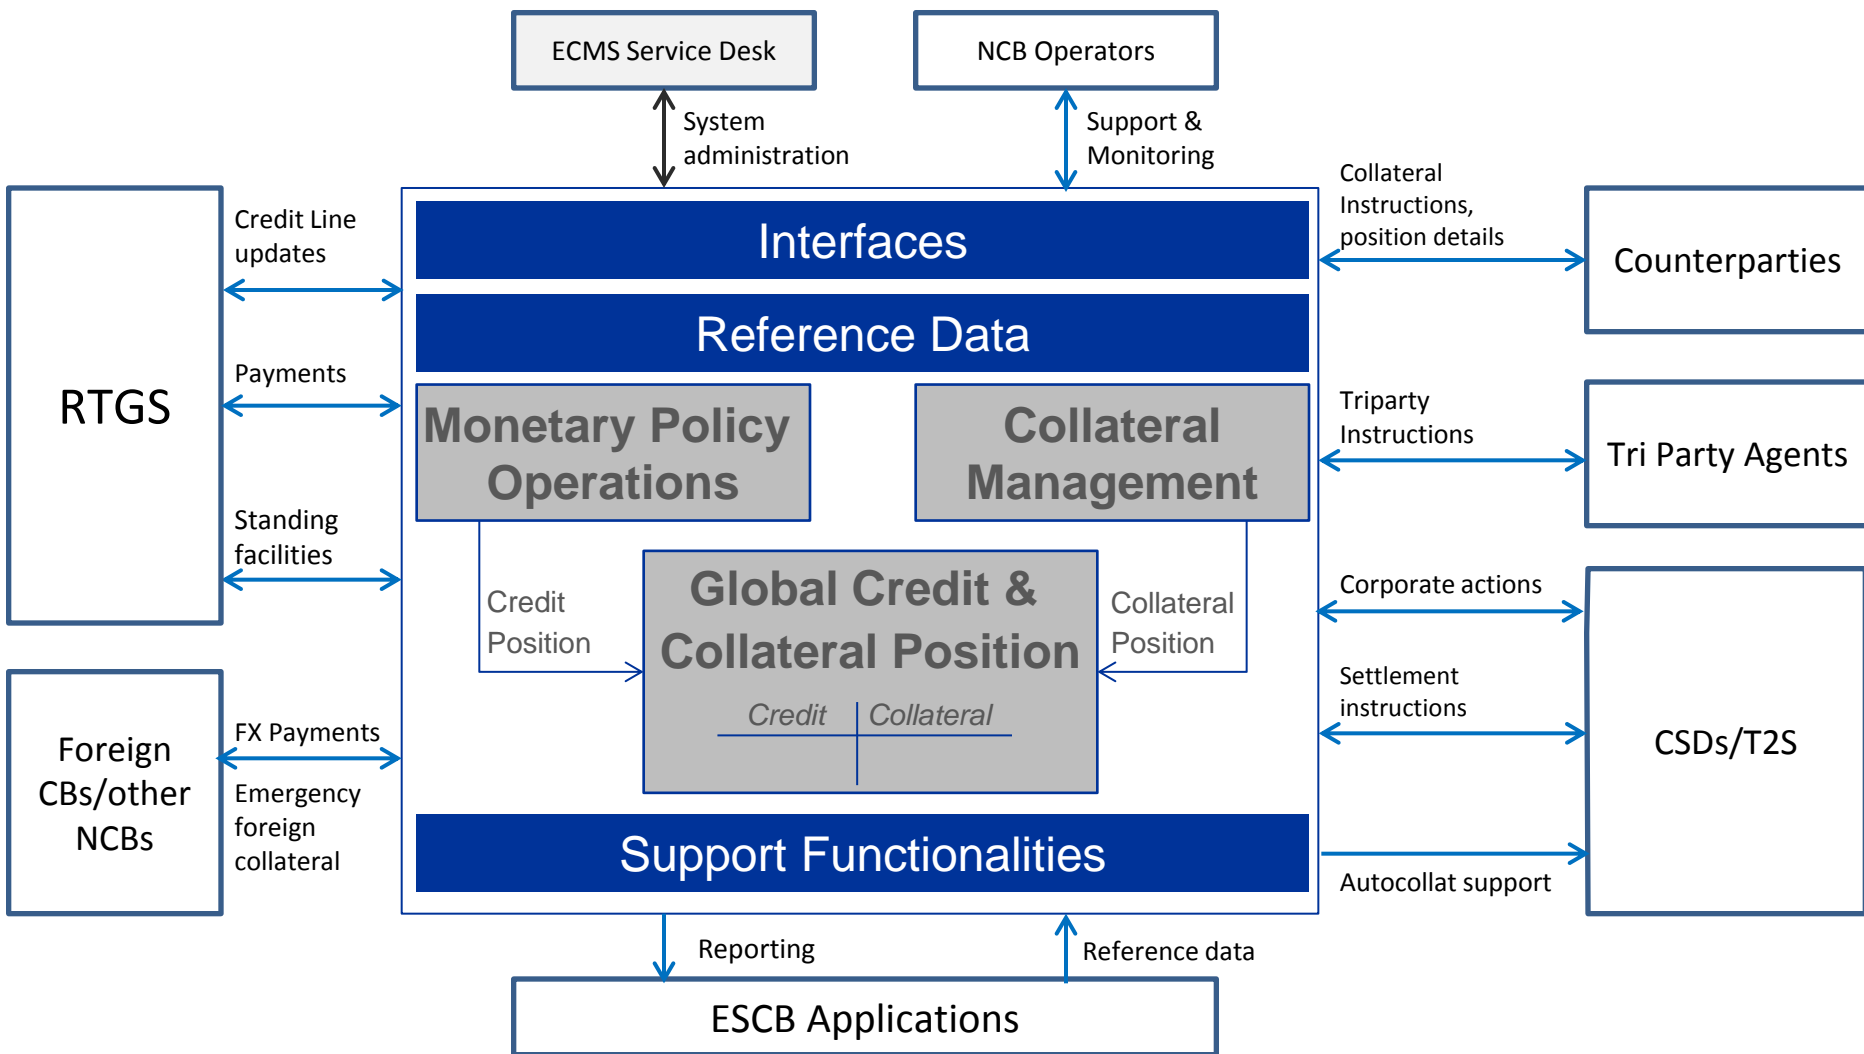 ECMS Service Desk
NCB Operators
System
administration
Support &
Monitoring
RTGS
Credit Line
updates
Payments
Standing
facilities
Foreign
CBs/other
NCBs
FX Payments
Emergency
foreign
collateral
Interfaces
Reference Data
Monetary Policy
Operations
Collateral
Management
Credit
Position
Global Credit &
Collateral Position
Credit
Collateral
Collateral
Position
Support Functionalities
Collateral
Instructions,
position details
Counterparties
Triparty
Instructions
Tri Party Agents
Corporate actions
Settlement
instructions
CSDs/T2S
Autocollat support
Reporting
Reference data
ESCB Applications